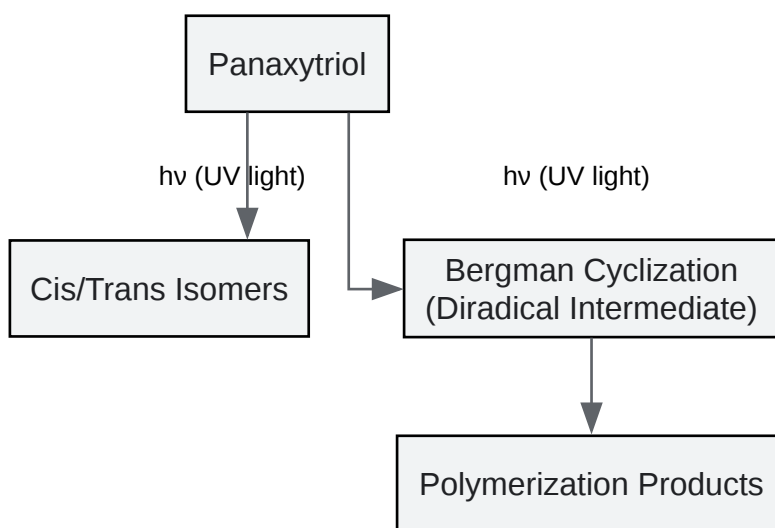 Panaxytriol
hν (UV light)
hν (UV light)
Cis/Trans Isomers
Bergman Cyclization
(Diradical Intermediate)
Polymerization Products